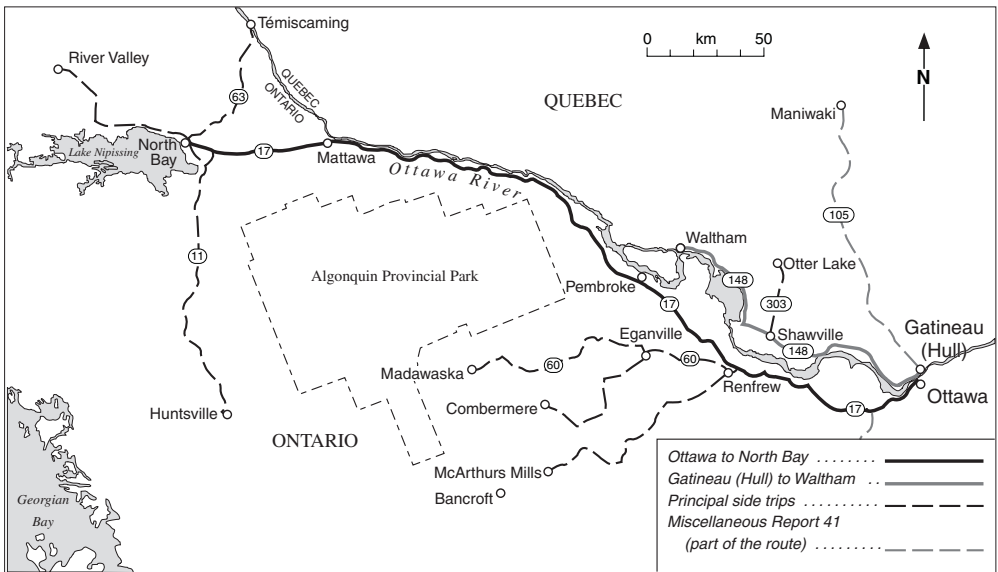 Témiscaming
River Valley
0 km 50
N
QUEBEC
ONTARIO
63
QUEBEC
Maniwaki
Lake Nipissing
North
Bay
17
Mattawa
Ottawa River
105
11
Waltham
Otter Lake
148
303
Algonquin Provincial Park
Pembroke
17
Shawville
148
Eganville
Gatineau
(Hull)
60
60
Madawaska
Renfrew
Ottawa
Combermere
17
Huntsville
ONTARIO
McArthurs Mills
Bancroft
Georgian
Bay
Ottawa to North Bay ........
Gatineau (Hull) to Waltham ..
Principal side trips ..........
Miscellaneous Report 41
(part of the route) .........